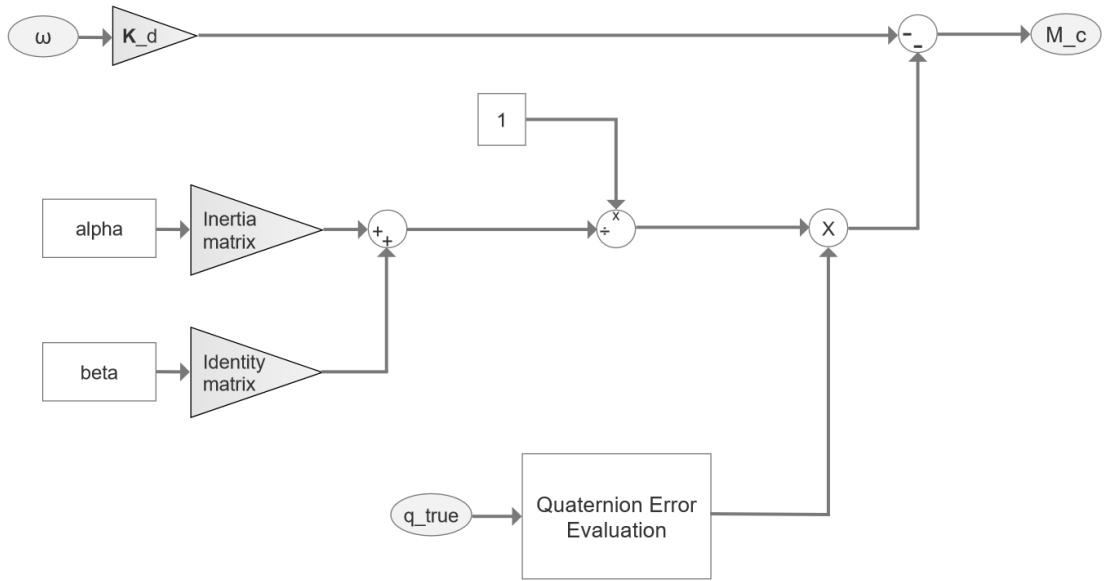 ω
K_d
-
-
M_c
1
alpha
Inertia
matrix
+
+
x
÷
X
beta
Identity
matrix
q_true
Quaternion Error
Evaluation